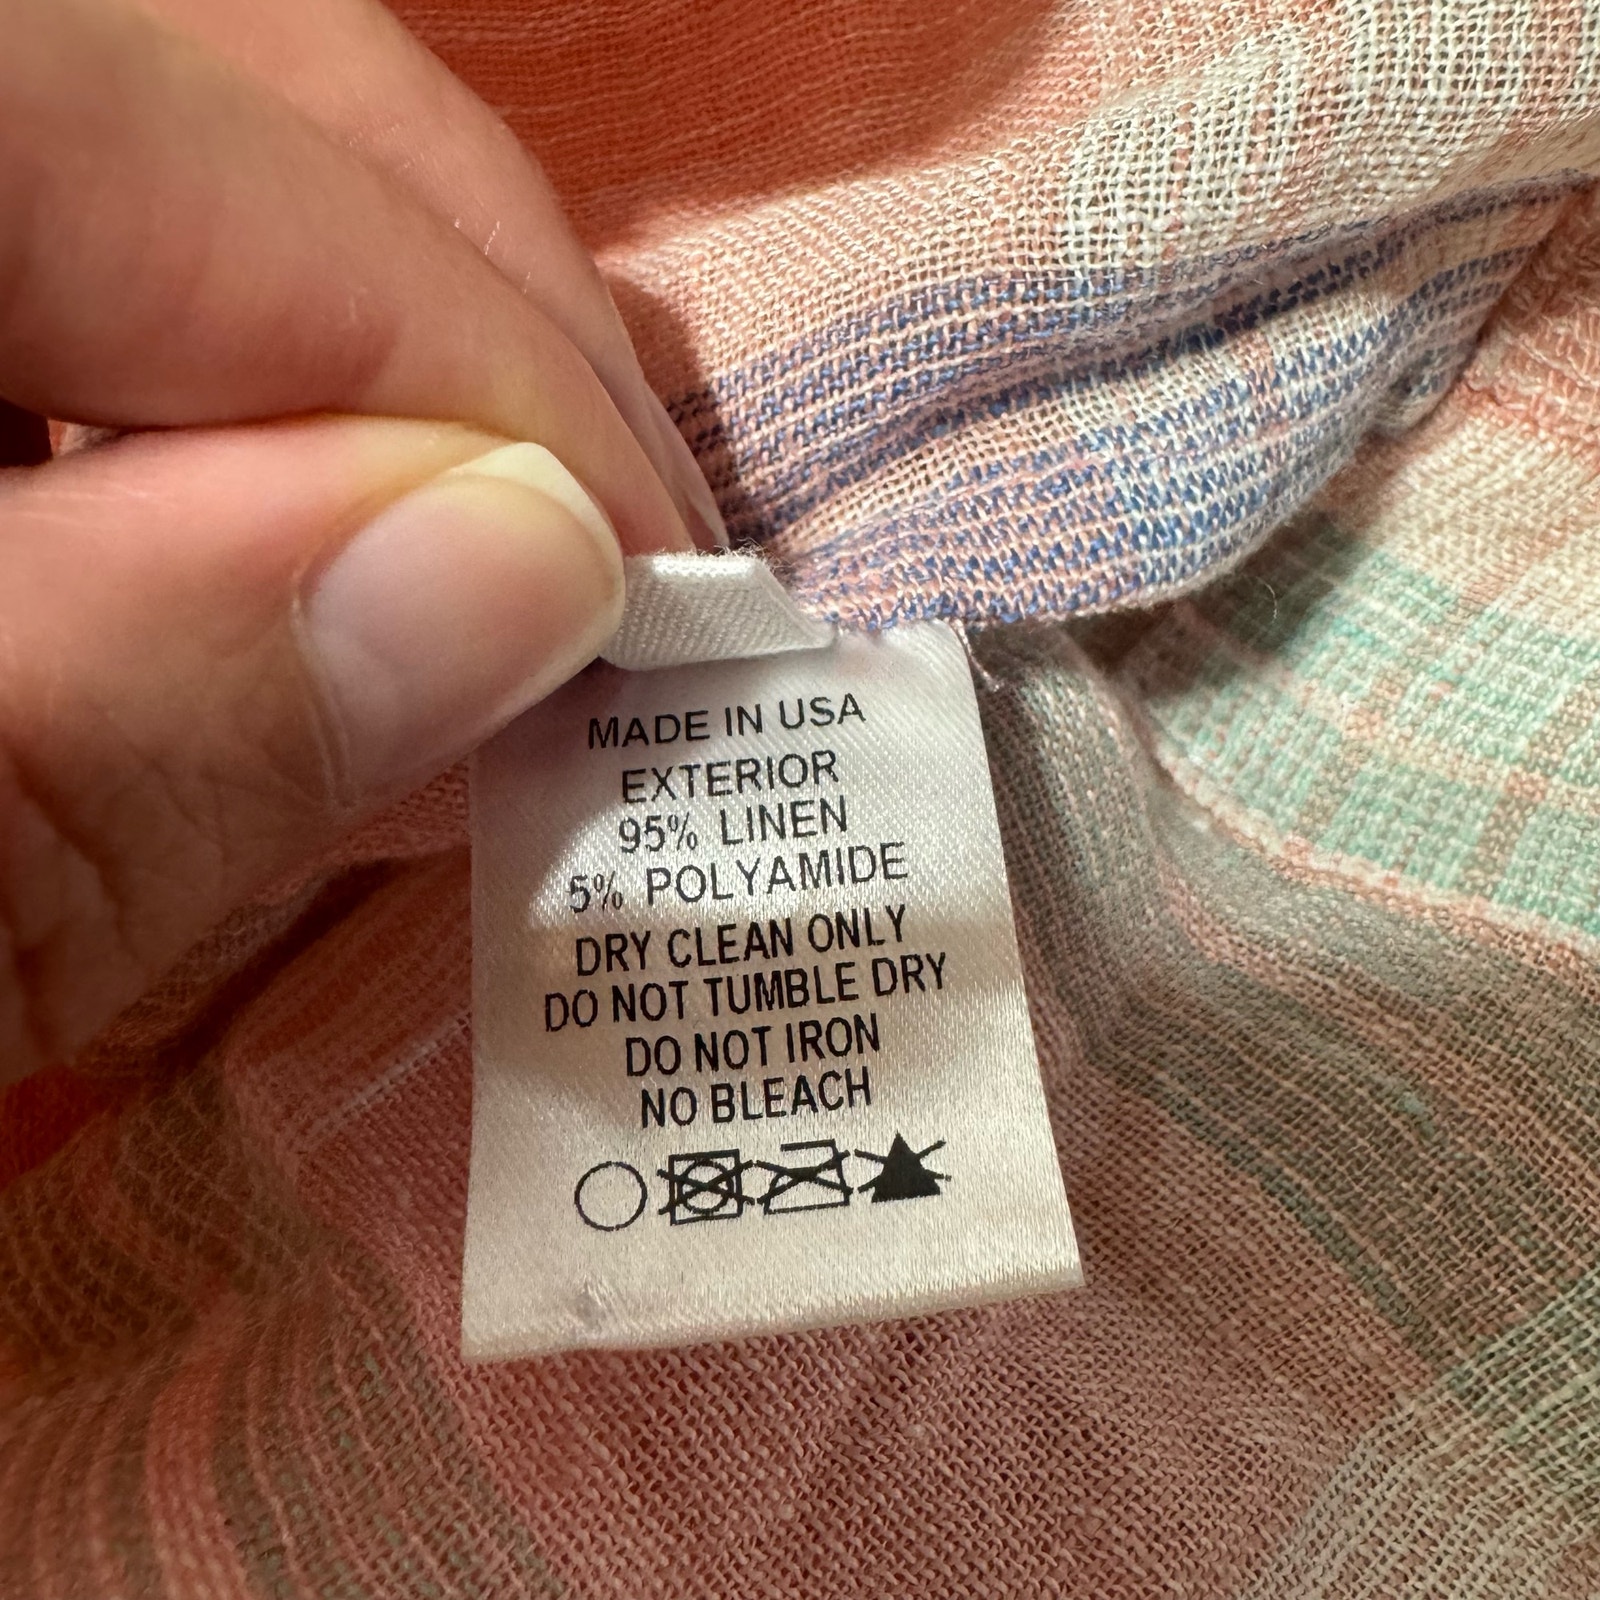 MADE IN USA
EXTERIOR
95% LINEN
5% POLYAMIDE
DRY CLEAN ONLY
DO NOT TUMBLE DRY
DO NOT IRON
NO BLEACH